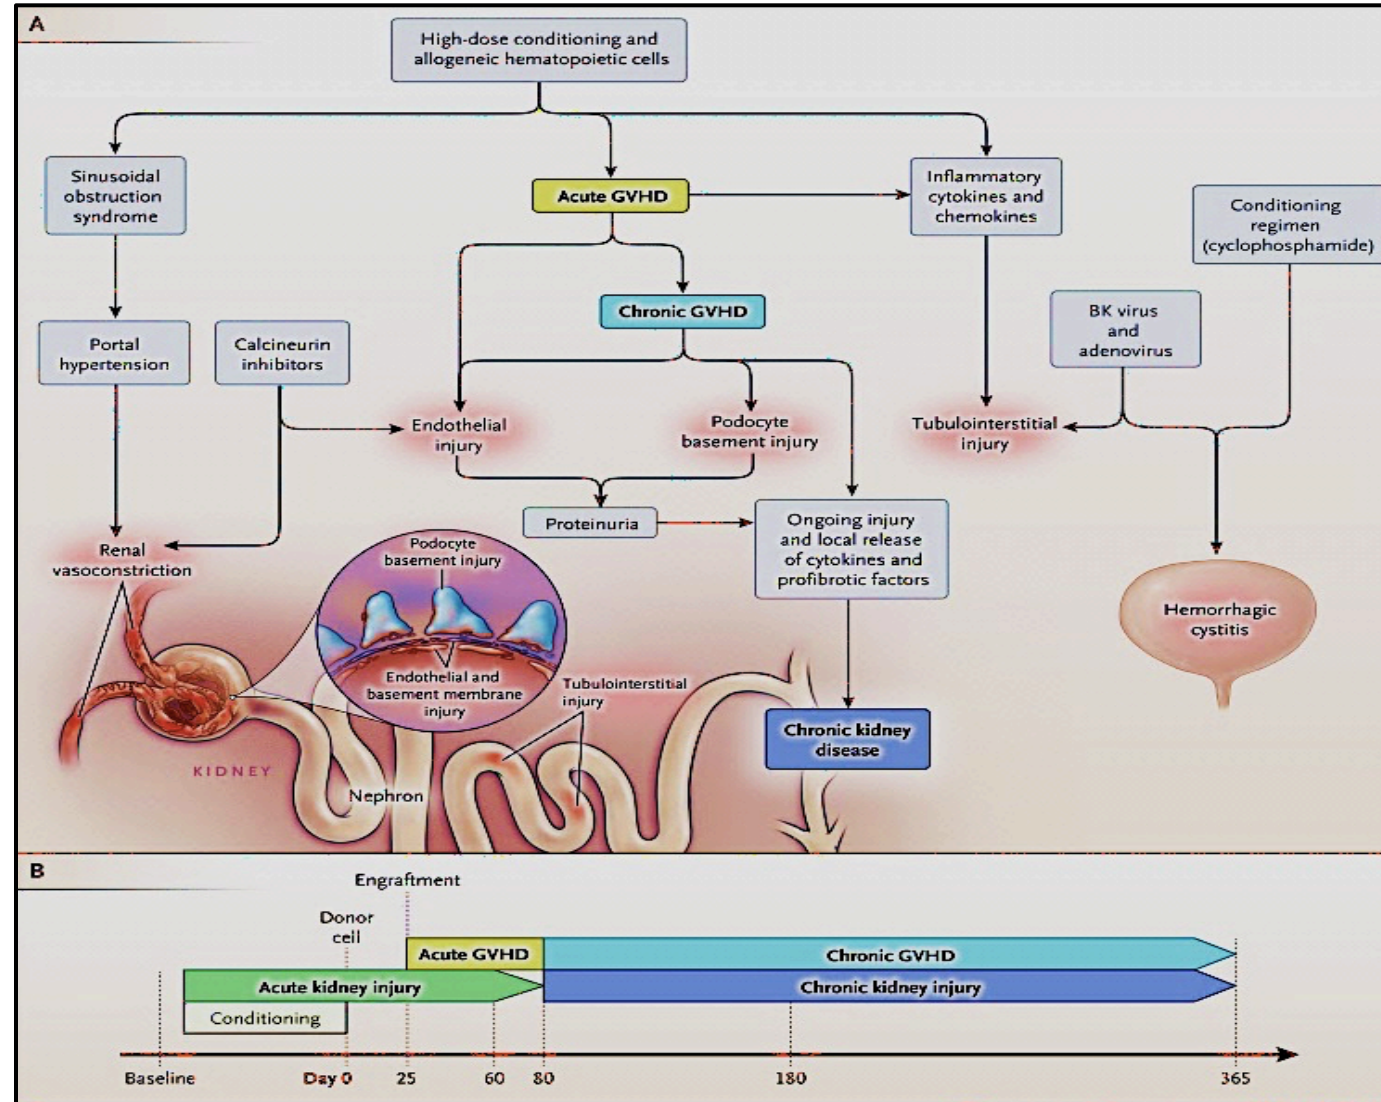 A
High-dose conditioning and
allogeneic hematopoietic cells
Sinusoidal
obstruction
syndrome
Acute GVHD
Inflammatory
cytokines and
chemokines
Conditioning
regimen
(cyclophosphamide)
Chronic GVHD
BK virus
and
adenovirus
Portal
hypertension
Calcineurin
inhibitors
Endothelial
injury
Podocyte
basement injury
Tubulointerstitial
injury
Proteinuria
Ongoing injury
and local release
of cytokines and
profibrotic factors
Renal
vasoconstriction
Podocyte
basement injury
Endothelial and
basement membrane
injury
Tubulointerstitial
injury
Hemorrhagic
cystitis
Chronic kidney
disease
KIDNEY
Nephron
B
Engraftment
Donor
cell
Acute GVHD
Chronic GVHD
Acute kidney injury
Chronic kidney injury
Conditioning
Baseline
Day 0
25
60
80
180
365